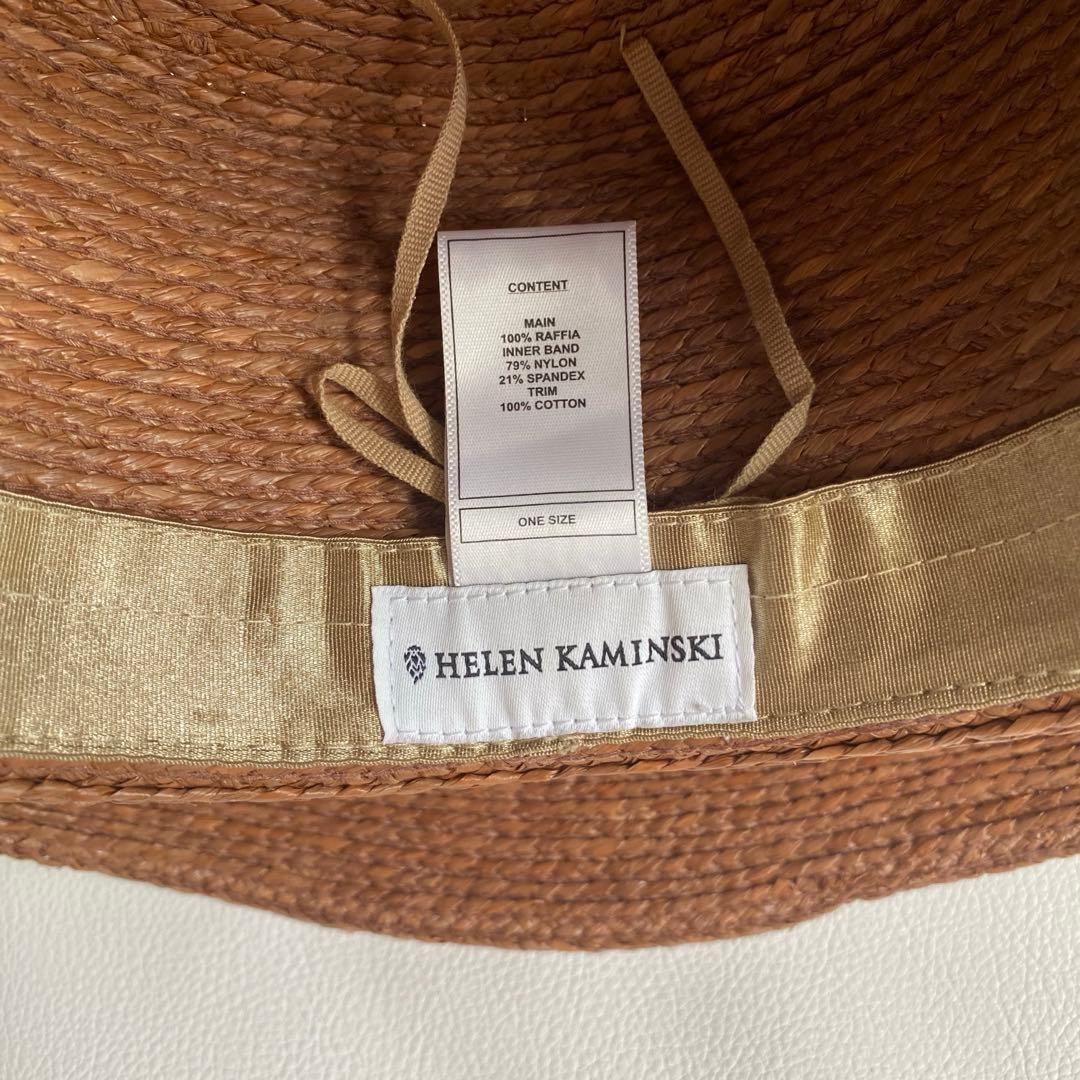 CONTENT
MAIN
100% RAFFIA
INNER BAND
79% NYLON
21% SPANDEX
TRIM
100% COTTON
ONE SIZE
HELEN KAMINSKI